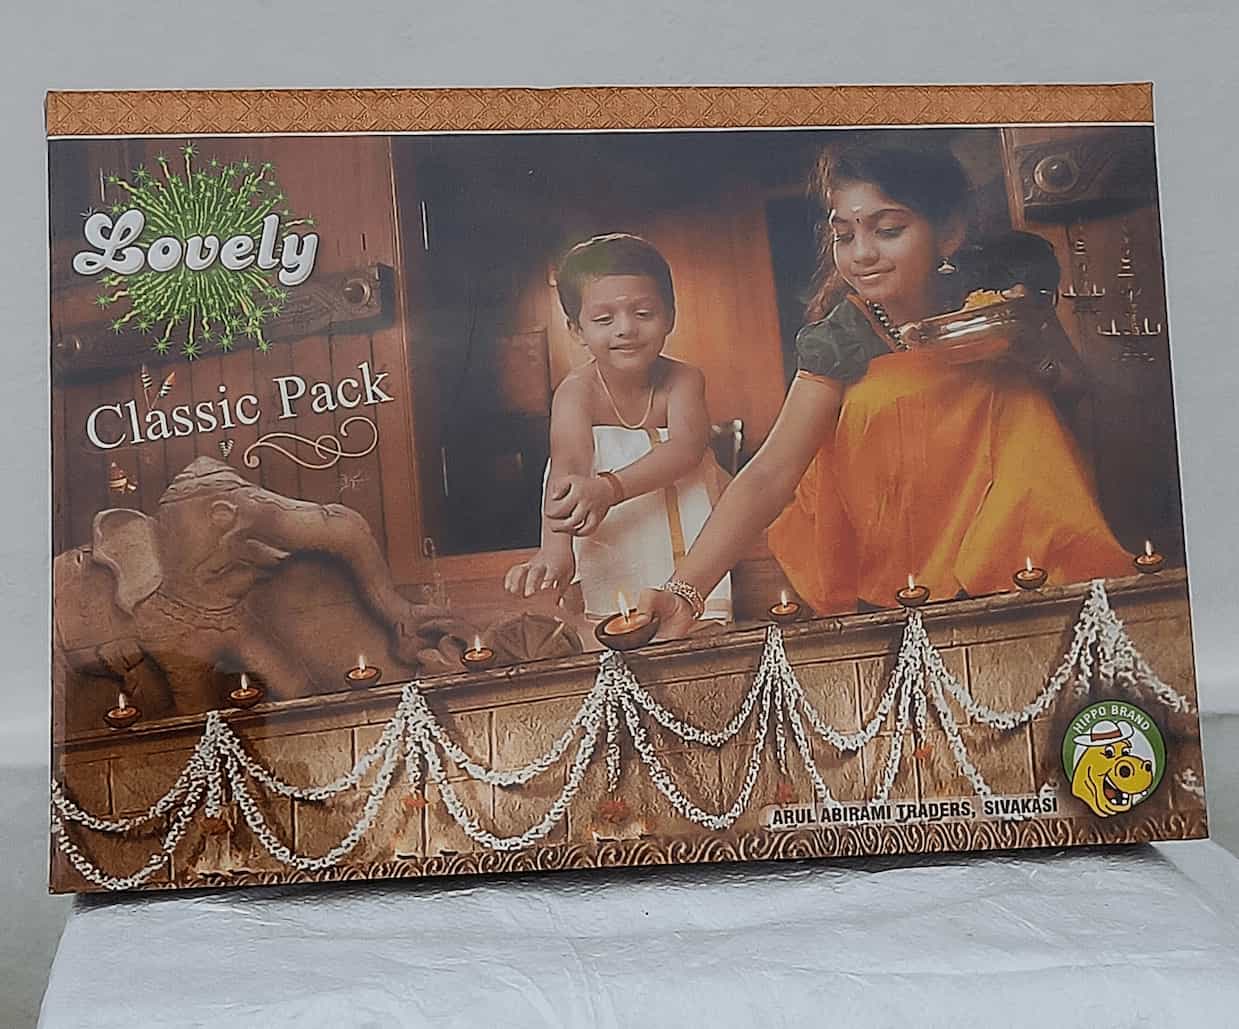 Lovely
Classic Pack
HIPPO BRAND
ARUL ABIRAMI TRADERS, SIVAKASI